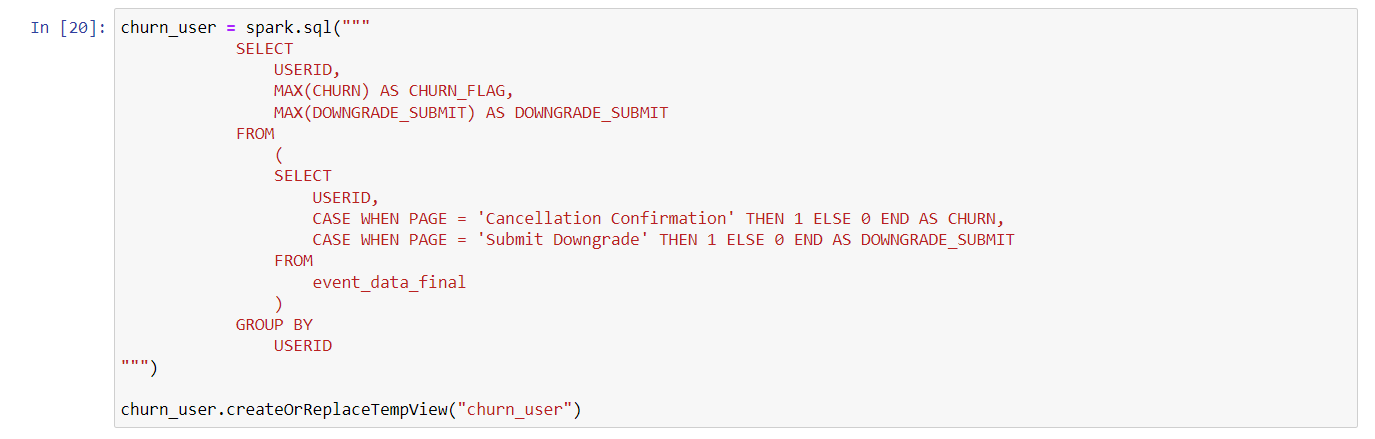 In [20]: churn_user = spark.sql("""
            SELECT
                USERID,
                MAX(CHURN) AS CHURN_FLAG,
                MAX(DOWNGRADE_SUBMIT) AS DOWNGRADE_SUBMIT
            FROM
                (
                SELECT
                    USERID,
                    CASE WHEN PAGE = 'Cancellation Confirmation' THEN 1 ELSE 0 END AS CHURN,
                    CASE WHEN PAGE = 'Submit Downgrade' THEN 1 ELSE 0 END AS DOWNGRADE_SUBMIT
                FROM
                    event_data_final
                )
            GROUP BY
                USERID
""")
churn_user.createOrReplaceTempView("churn_user")